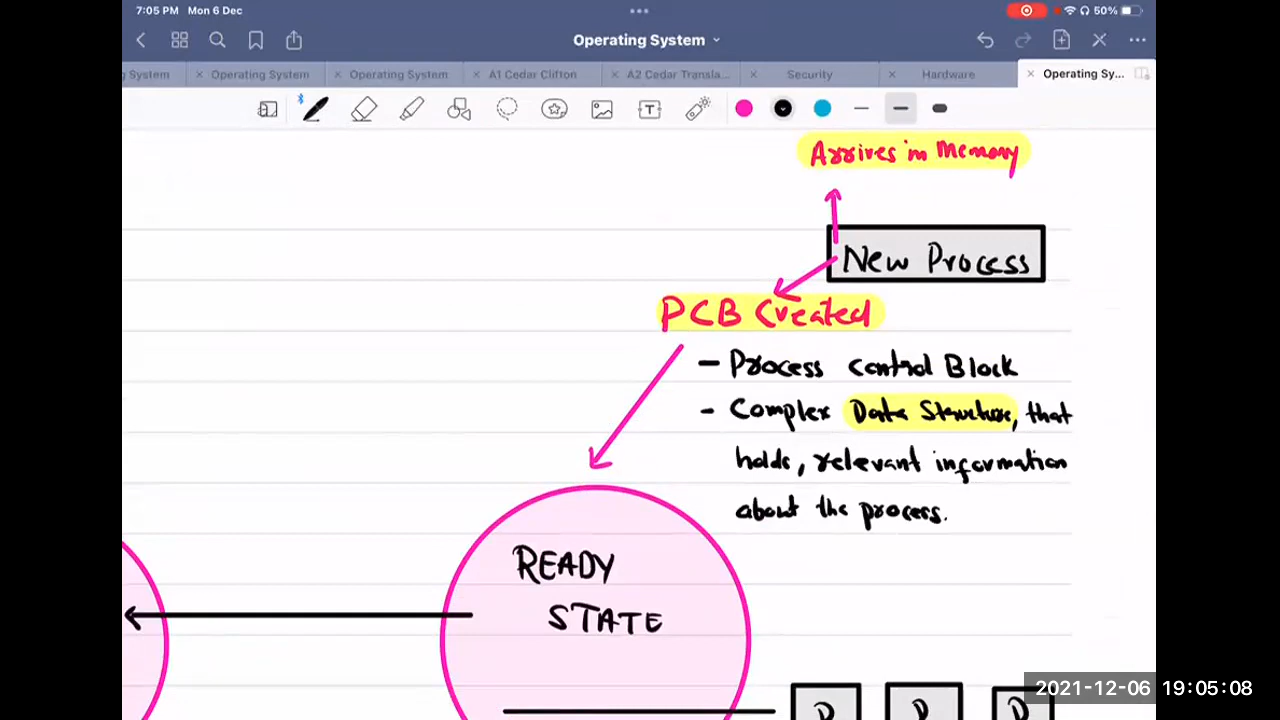 7:05 PM Mon 6 Dec
50%
Operating System
g System
Operating System
Operating System
A1 Cedar Clifton
A2 Cedar Transla...
Security
Hardware
Operating Sy...
Arrives in Memory
New Process
PCB Created
- Process Control Block
- Complex Data Structure, that
holds, relevant information
about the process.
READY
STATE
P P P
2021-12-06 19:05:08